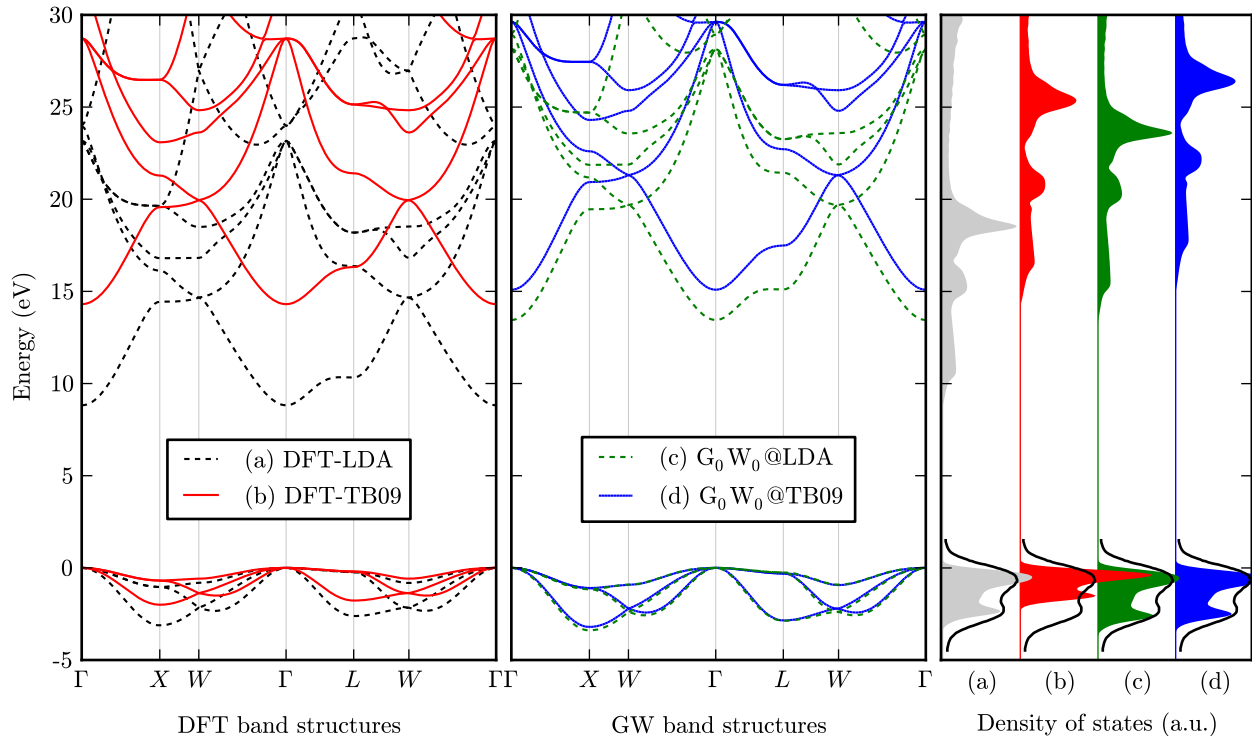 Energy (eV)
30
25
20
15
10
5
0
-5
(a) DFT-LDA
(b) DFT-TB09
Γ X W Γ L W Γ
DFT band structures
(c) G₀W₀@LDA
(d) G₀W₀@TB09
Γ X W Γ L W Γ
GW band structures
(a) (b) (c) (d)
Density of states (a.u.)